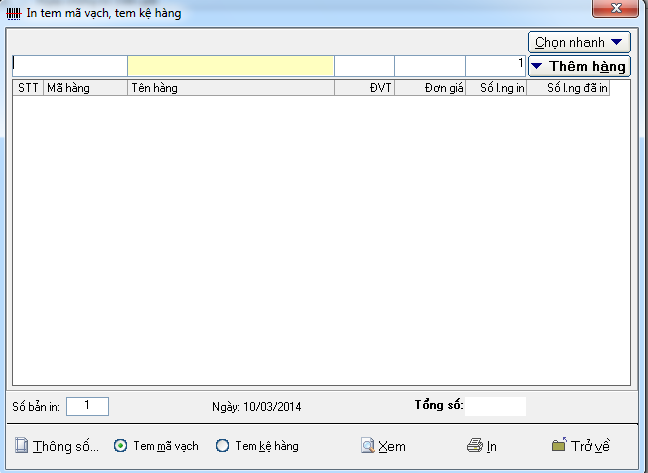 In tem mã vạch, tem kệ hàng
Chọn nhanh
1 Thêm hàng
STT Mã hàng Tên hàng ĐVT Đơn giá Số l.ng in Số l.ng đã in
Số bản in: 1 Ngày: 10/03/2014 Tổng số:
Thông số... Tem mã vạch Tem kệ hàng Xem In Trở về